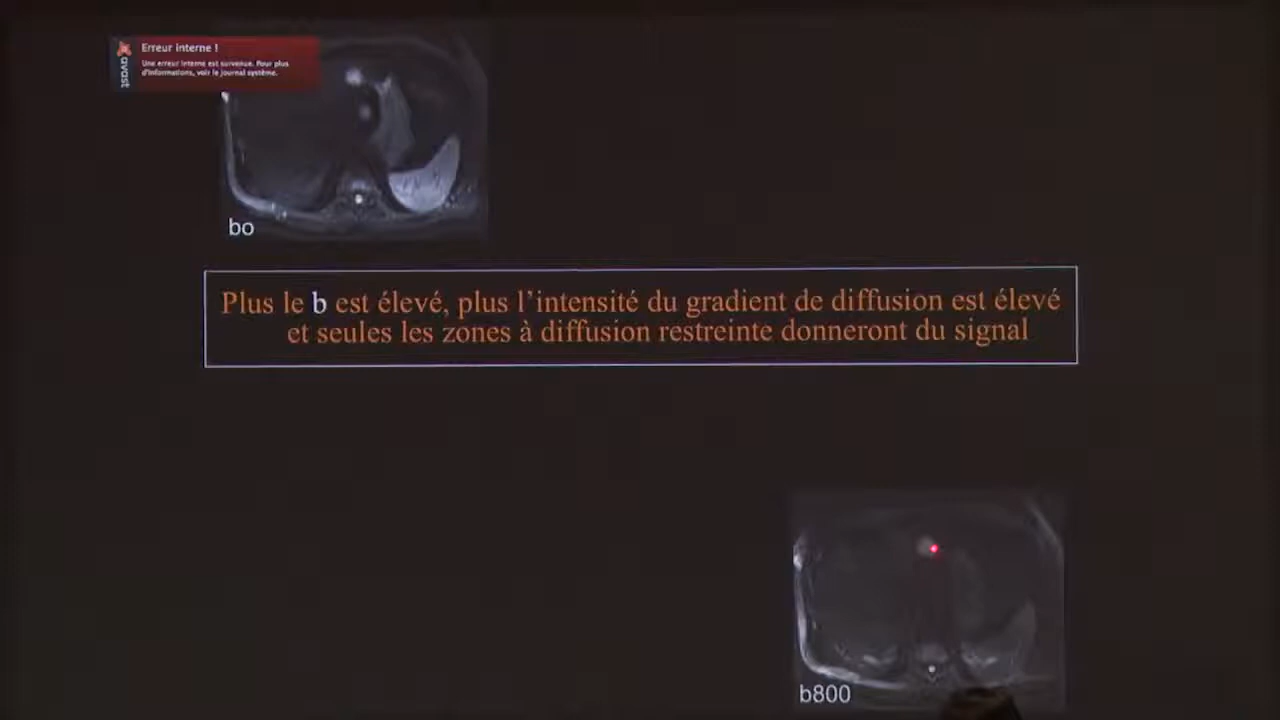 Erreur interne !
avast
Une erreur interne est survenue. Pour plus
d'informations, voir le journal système.
bo
Plus le b est élevé, plus l'intensité du gradient de diffusion est élevé
et seules les zones à diffusion restreinte donneront du signal
b800